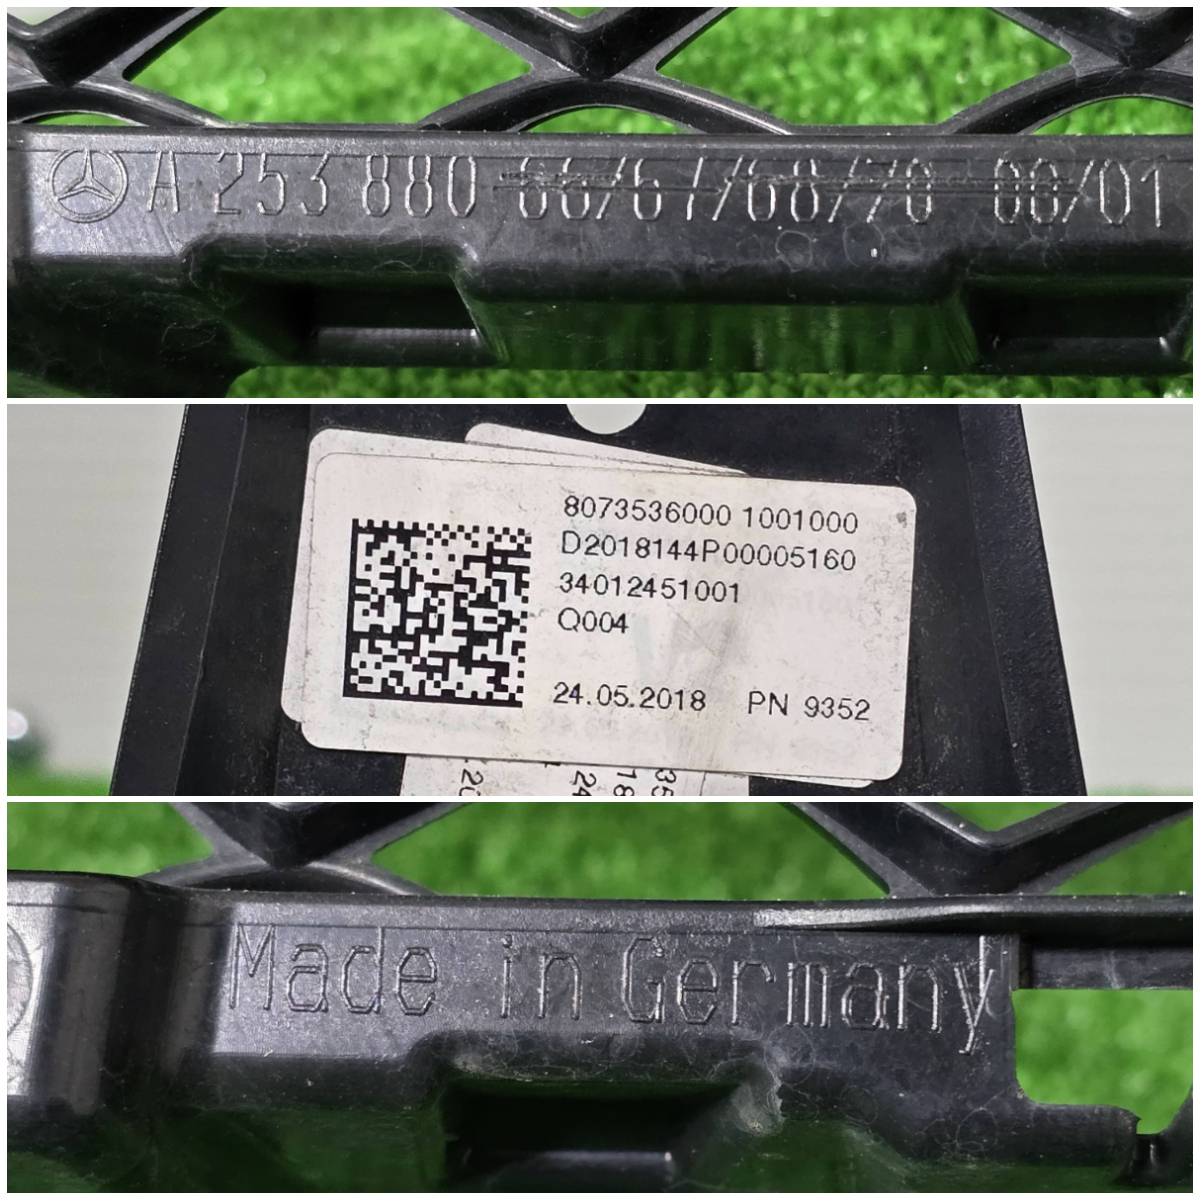 A 253 880 66/67/68/70 00/01
8073536000 1001000
D2018144P00005160
34012451001
Q004
24.05.2018 PN 9352
Made in Germany